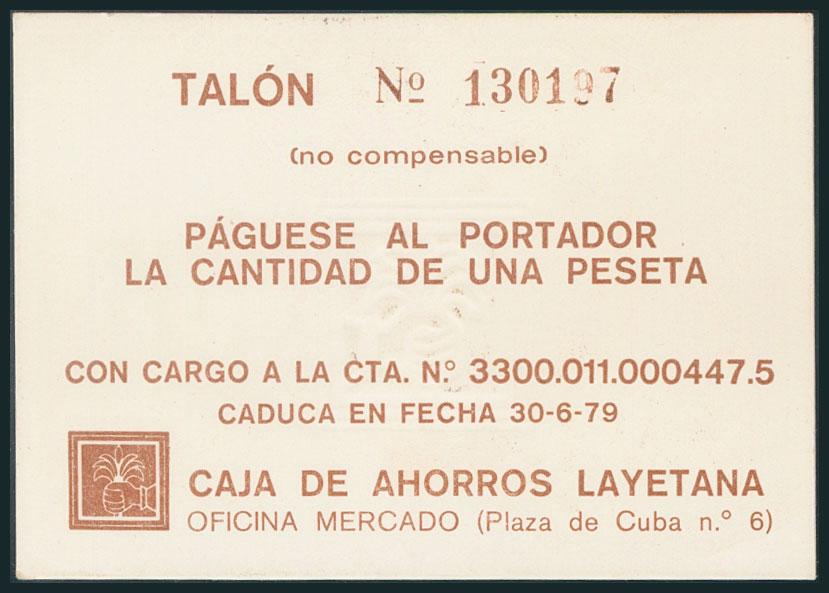 TALÓN Nº 130197
(no compensable)
PÁGUESE AL PORTADOR
LA CANTIDAD DE UNA PESETA
CON CARGO A LA CTA. N.º 3300.011.000447.5
CADUCA EN FECHA 30-6-79
CAJA DE AHORROS LAYETANA
OFICINA MERCADO (Plaza de Cuba n.º 6)